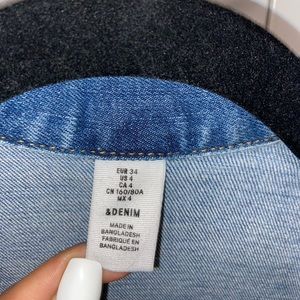 EUR 34
US 4
CA 4
CN 160/80A
MX 4
&DENIM
MADE IN
BANGLADESH
FABRIQUÉ EN
BANGLADESH